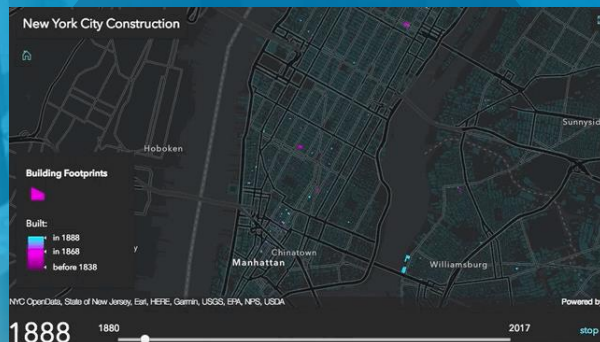 New York City Construction
Sunnysid
Hoboken
Building Footprints
Built:
in 1888
in 1868
before 1838
y
Chinatown
Manhattan
Williamsburg
NYC OpenData, State of New Jersey, Esri, HERE, Garmin, USGS, EPA, NPS, USDA
Powered by
1888
1880
2017
stop